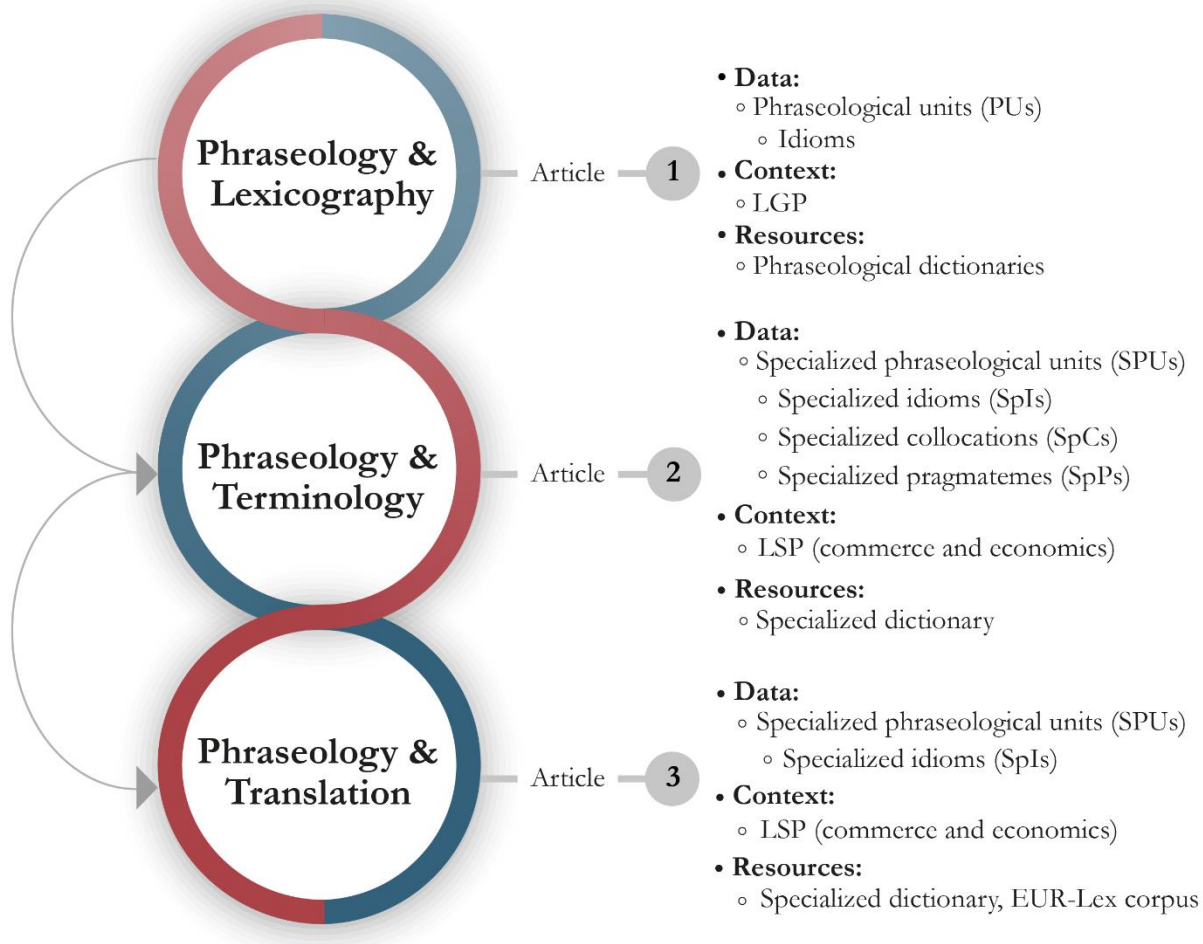 Phraseology &
Lexicography
Article
1
• Data:
◦ Phraseological units (PUs)
◦ Idioms
• Context:
◦ LGP
• Resources:
◦ Phraseological dictionaries
Phraseology &
Terminology
Article
2
• Data:
◦ Specialized phraseological units (SPUs)
◦ Specialized idioms (SpIs)
◦ Specialized collocations (SpCs)
◦ Specialized pragmatemes (SpPs)
• Context:
◦ LSP (commerce and economics)
• Resources:
◦ Specialized dictionary
Phraseology &
Translation
Article
3
• Data:
◦ Specialized phraseological units (SPUs)
◦ Specialized idioms (SpIs)
• Context:
◦ LSP (commerce and economics)
• Resources:
◦ Specialized dictionary, EUR-Lex corpus